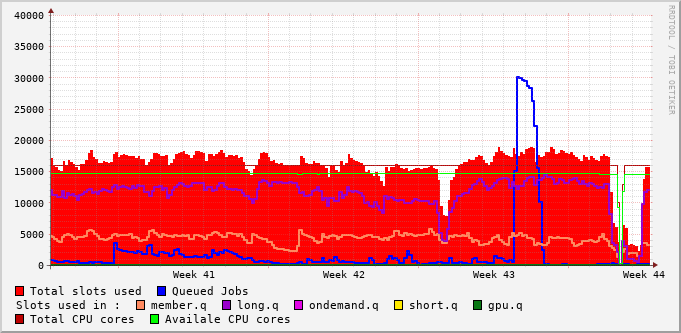 40000
35000
30000
25000
20000
15000
10000
5000
0
Week 41 Week 42 Week 43 Week 44
RRDTOOL / TOBI OETIKER
Total slots used Queued Jobs
Slots used in : member.q long.q ondemand.q short.q gpu.q
Total CPU cores Availale CPU cores